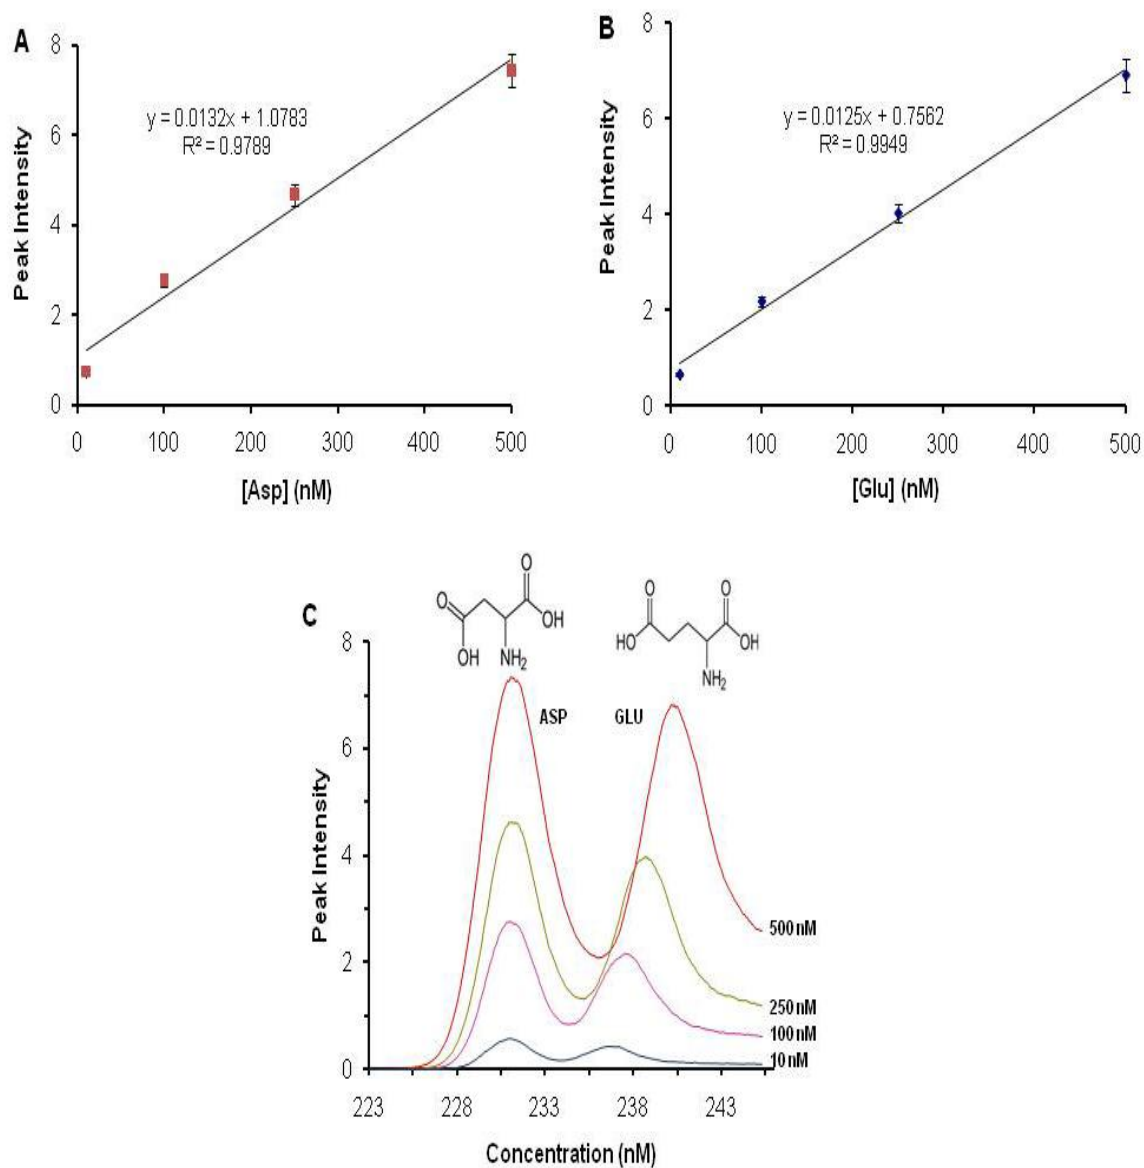 A
8
6
4
2
0
Peak Intensity
y = 0.0132x + 1.0783
R² = 0.9789
0 100 200 300 400 500
[Asp] (nM)
B
8
6
4
2
0
Peak Intensity
y = 0.0125x + 0.7562
R² = 0.9949
0 100 200 300 400 500
[Glu] (nM)
C
8
6
4
2
0
Peak Intensity
O
O
OH
OH
NH₂
O
O
HO
OH
NH₂
ASP
GLU
500 nM
250 nM
100 nM
10 nM
223 228 233 238 243
Concentration (nM)